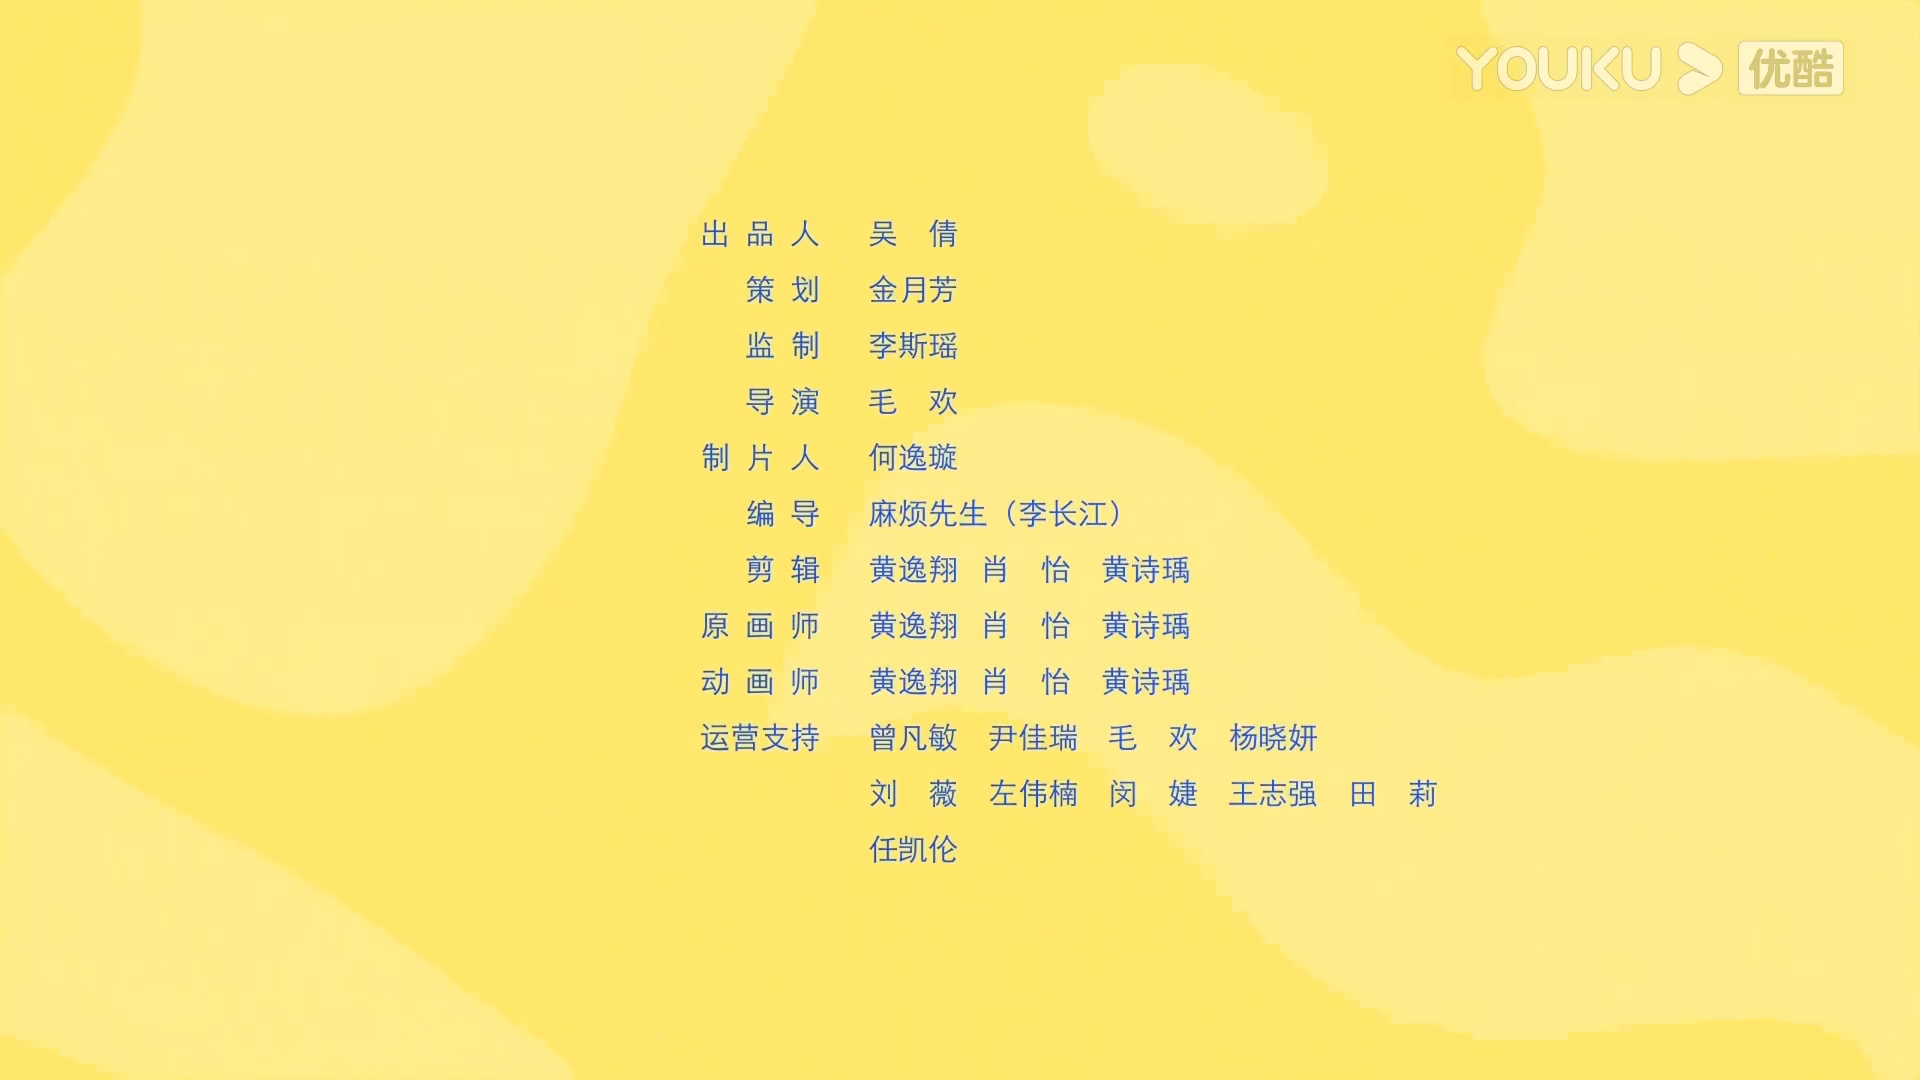 YOUKU 优酷
出品人 吴倩
策划 金月芳
监制 李斯瑶
导演 毛欢
制片人 何逸璇
编导 麻烦先生（李长江）
剪辑 黄逸翔 肖怡 黄诗瑀
原画师 黄逸翔 肖怡 黄诗瑀
动画师 黄逸翔 肖怡 黄诗瑀
运营支持 曾凡敏 尹佳瑞 毛欢 杨晓妍
刘薇 左伟楠 闵婕 王志强 田莉
任凯伦